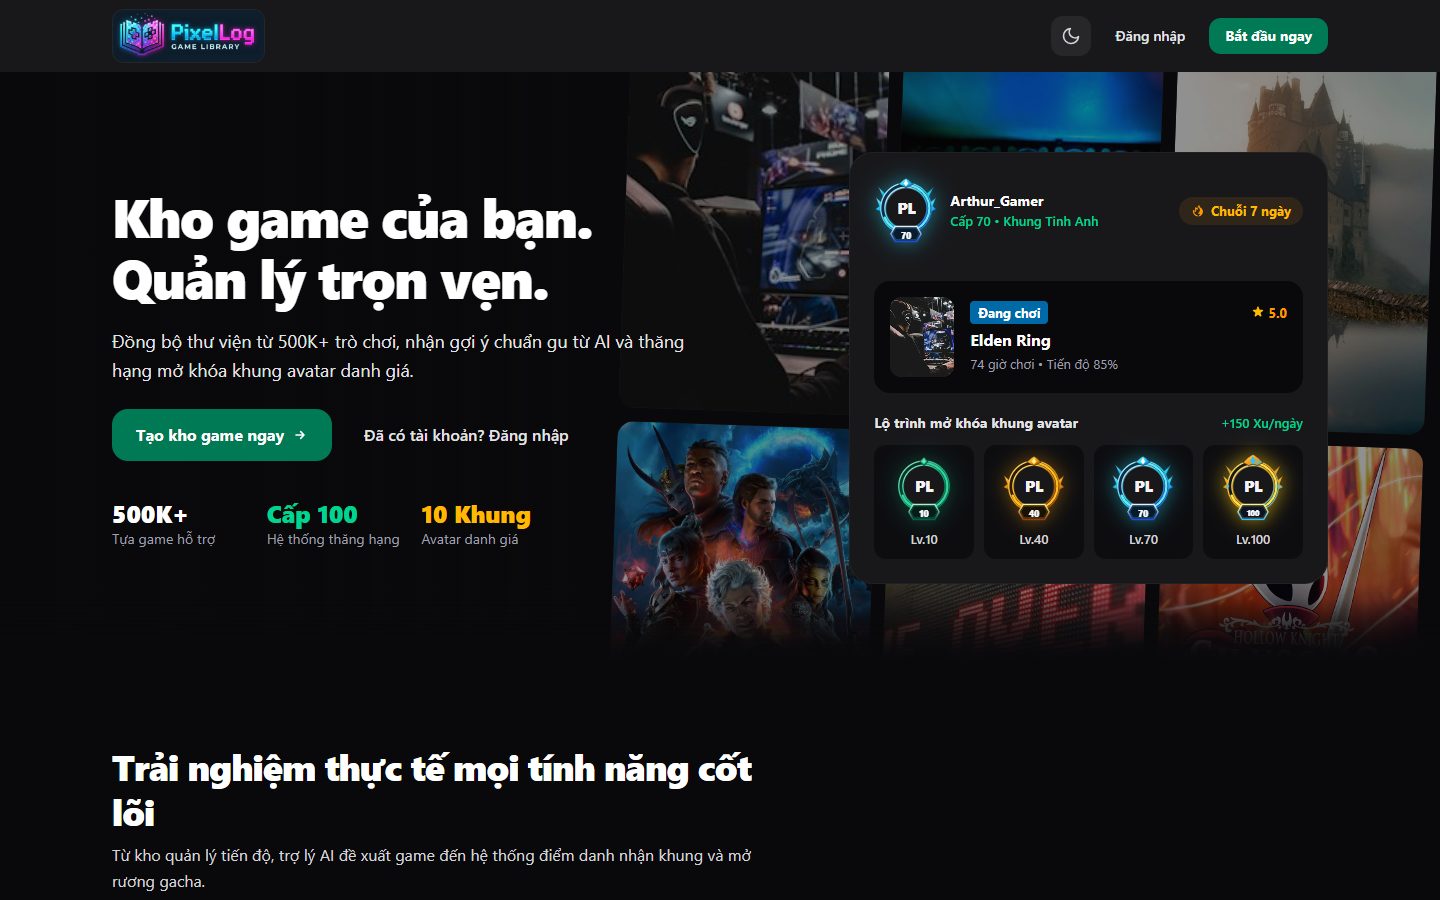 PixelLog
GAME LIBRARY
Đăng nhập
Bắt đầu ngay
Kho game của bạn.
Quản lý trọn vẹn.
Đồng bộ thư viện từ 500K+ trò chơi, nhận gợi ý chuẩn gu từ AI và thăng
hạng mở khóa khung avatar danh giá.
Tạo kho game ngay →
Đã có tài khoản? Đăng nhập
500K+
Tựa game hỗ trợ
Cấp 100
Hệ thống thăng hạng
10 Khung
Avatar danh giá
PL
70
Arthur_Gamer
Cấp 70 • Khung Tinh Anh
Chuỗi 7 ngày
Đang chơi
★ 5.0
Elden Ring
74 giờ chơi • Tiến độ 85%
Lộ trình mở khóa khung avatar
+150 Xu/ngày
PL
10
Lv.10
PL
40
Lv.40
PL
70
Lv.70
PL
100
Lv.100
OVER
HOLLOW KNIGHT
Trải nghiệm thực tế mọi tính năng cốt
lõi
Từ kho quản lý tiến độ, trợ lý AI đề xuất game đến hệ thống điểm danh nhận khung và mở
rương gacha.